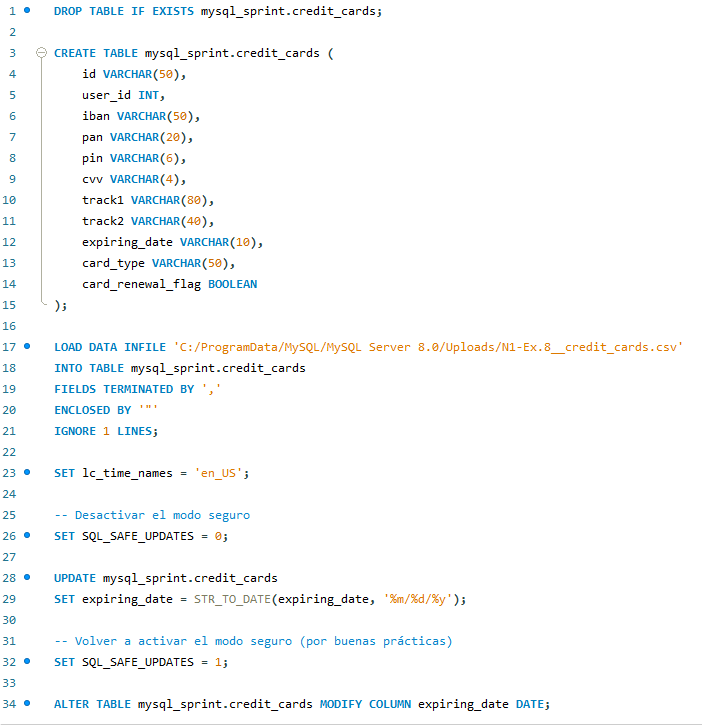 1 DROP TABLE IF EXISTS mysql_sprint.credit_cards;
2
3 CREATE TABLE mysql_sprint.credit_cards (
4 id VARCHAR(50),
5 user_id INT,
6 iban VARCHAR(50),
7 pan VARCHAR(20),
8 pin VARCHAR(6),
9 cvv VARCHAR(4),
10 track1 VARCHAR(80),
11 track2 VARCHAR(40),
12 expiring_date VARCHAR(10),
13 card_type VARCHAR(50),
14 card_renewal_flag BOOLEAN
15 );
16
17 LOAD DATA INFILE 'C:/ProgramData/MySQL/MySQL Server 8.0/Uploads/N1-Ex.8__credit_cards.csv'
18 INTO TABLE mysql_sprint.credit_cards
19 FIELDS TERMINATED BY ','
20 ENCLOSED BY '"'
21 IGNORE 1 LINES;
22
23 SET lc_time_names = 'en_US';
24
25 -- Desactivar el modo seguro
26 SET SQL_SAFE_UPDATES = 0;
27
28 UPDATE mysql_sprint.credit_cards
29 SET expiring_date = STR_TO_DATE(expiring_date, '%m/%d/%y');
30
31 -- Volver a activar el modo seguro (por buenas prácticas)
32 SET SQL_SAFE_UPDATES = 1;
33
34 ALTER TABLE mysql_sprint.credit_cards MODIFY COLUMN expiring_date DATE;